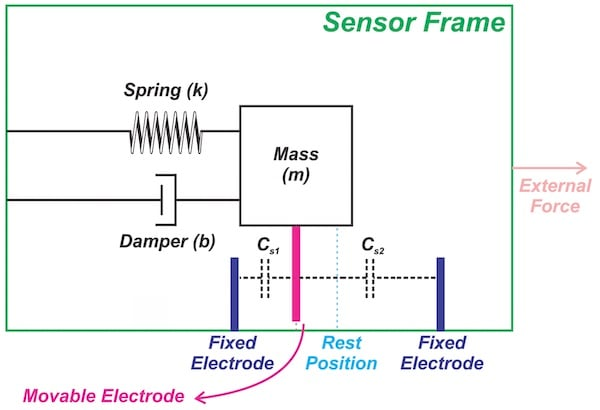 Sensor Frame
Spring (k)
Mass
(m)
External
Force
Damper (b)
Cs1
Cs2
Fixed
Electrode
Rest
Position
Fixed
Electrode
Movable Electrode